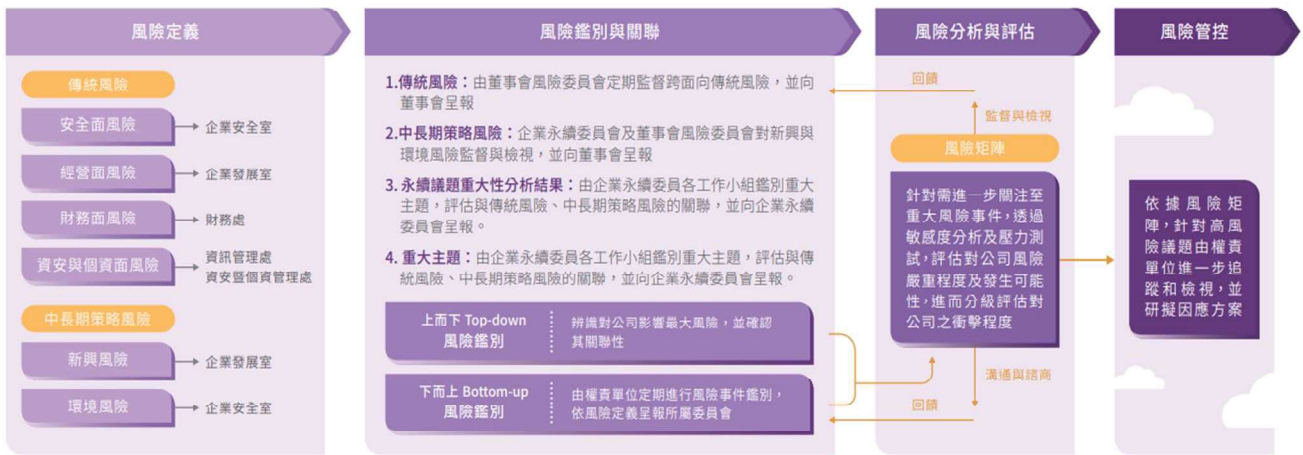 風險定義
傳統風險
安全面風險
企業安全室
經營面風險
企業發展室
財務面風險
財務處
資安與個資面風險
資訊管理處
資安暨個資管理處
中長期策略風險
新興風險
企業發展室
環境風險
企業安全室
風險鑑別與關聯
1.傳統風險：由董事會風險委員會定期監督跨面向傳統風險，並向
董事會呈報
2.中長期策略風險：企業永續委員會及董事會風險委員會對新興與
環境風險監督與檢視，並向董事會呈報
3. 永續議題重大性分析結果：由企業永續委員各工作小組鑑別重大
主題，評估與傳統風險、中長期策略風險的關聯，並向企業永續
委員會呈報。
4. 重大主題：由企業永續委員各工作小組鑑別重大主題，評估與傳
統風險、中長期策略風險的關聯，並向企業永續委員會呈報。
上而下 Top-down
風險鑑別
辨識對公司影響最大風險，並確認
其關聯性
下而上 Bottom-up
風險鑑別
由權責單位定期進行風險事件鑑別，
依風險定義呈報所屬委員會
風險分析與評估
回饋
監督與檢視
風險矩陣
針對需進一步關注至
重大風險事件，透過
敏感度分析及壓力測
試，評估對公司風險
嚴重程度及發生可能
性，進而分級評估對
公司之衝擊程度
溝通與諮商
回饋
風險管控
依據風險矩
陣，針對高風
險議題由權責
單位進一步追
蹤和檢視，並
研擬因應方案